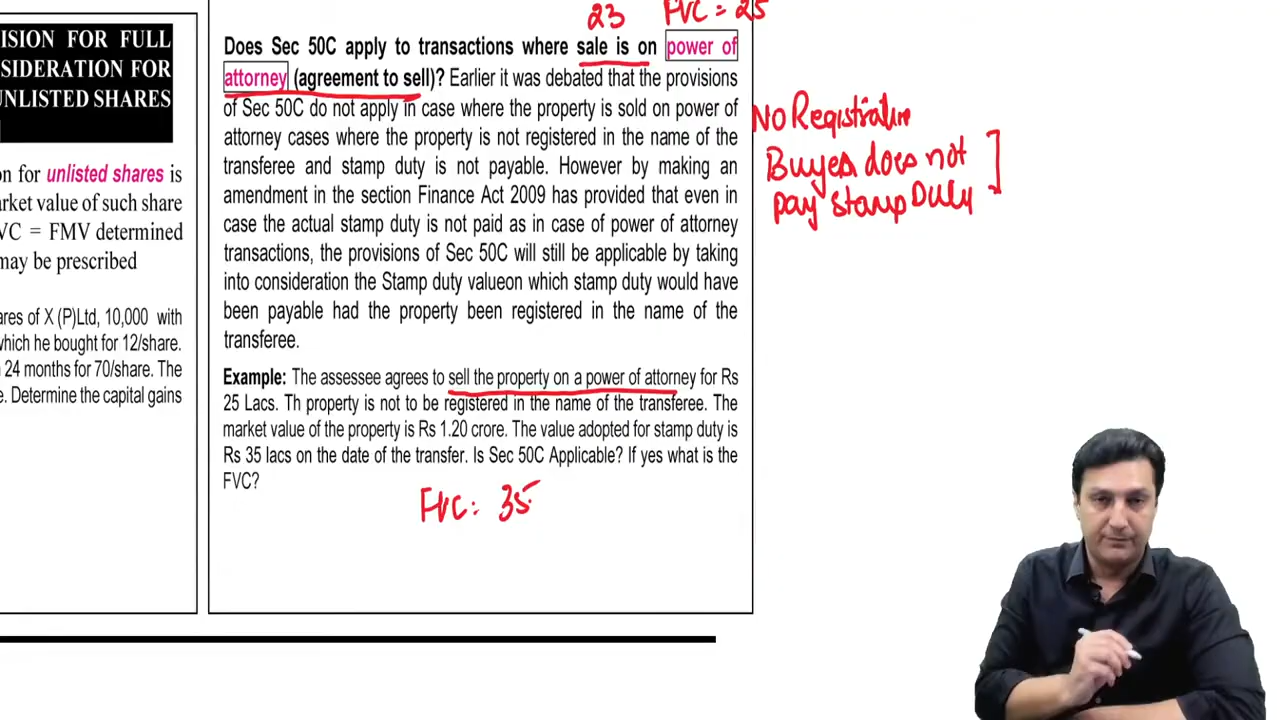 ISION FOR FULL
SIDERATION FOR
UNLISTED SHARES
on for unlisted shares is
arket value of such share
VC = FMV determined
may be prescribed
ares of X (P)Ltd, 10,000 with
which he bought for 12/share.
n 24 months for 70/share. The
e. Determine the capital gains
23 FVC = 25
Does Sec 50C apply to transactions where sale is on power of
attorney (agreement to sell)? Earlier it was debated that the provisions
of Sec 50C do not apply in case where the property is sold on power of
attorney cases where the property is not registered in the name of the
transferee and stamp duty is not payable. However by making an
amendment in the section Finance Act 2009 has provided that even in
case the actual stamp duty is not paid as in case of power of attorney
transactions, the provisions of Sec 50C will still be applicable by taking
into consideration the Stamp duty valueon which stamp duty would have
been payable had the property been registered in the name of the
transferee.
Example: The assessee agrees to sell the property on a power of attorney for Rs
25 Lacs. Th property is not to be registered in the name of the transferee. The
market value of the property is Rs 1.20 crore. The value adopted for stamp duty is
Rs 35 lacs on the date of the transfer. Is Sec 50C Applicable? If yes what is the
FVC?
FVC = 35
No Registration
Buyer does not
pay stamp Duty